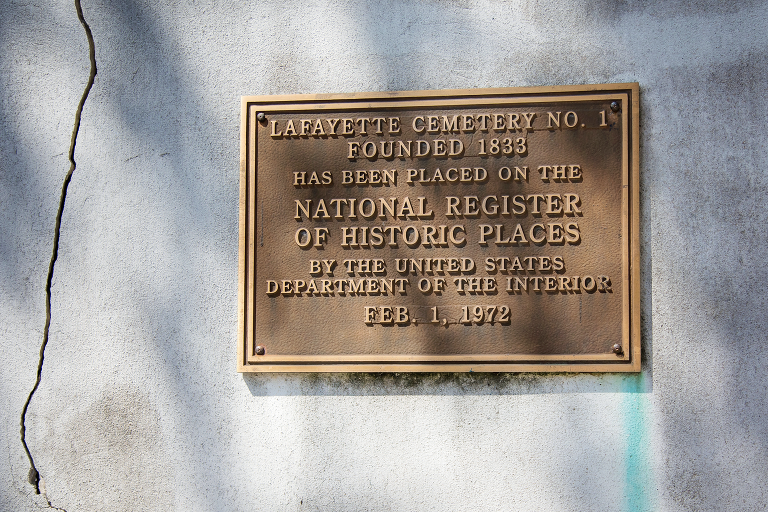 LAFAYETTE CEMETERY NO. 1
FOUNDED 1833
HAS BEEN PLACED ON THE
NATIONAL REGISTER
OF HISTORIC PLACES
BY THE UNITED STATES
DEPARTMENT OF THE INTERIOR
FEB. 1, 1972